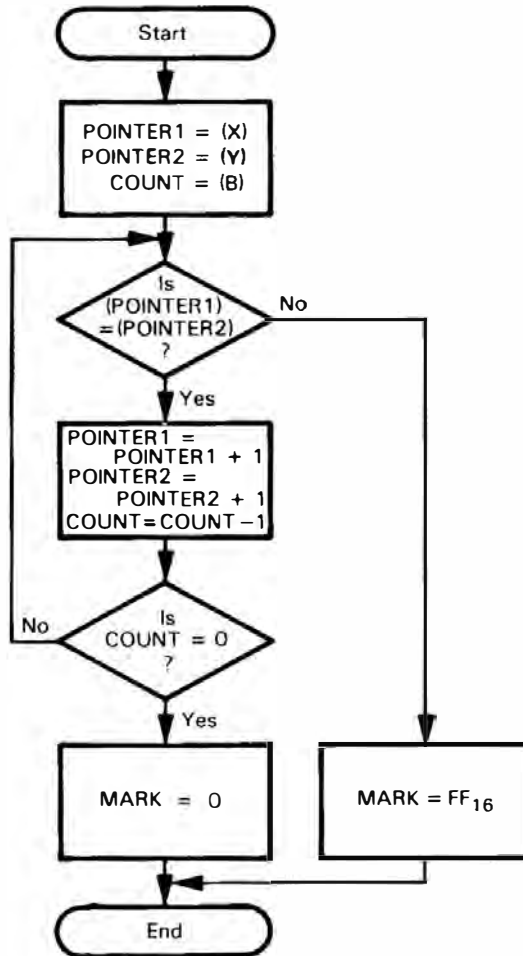 Start
POINTER1 = (X)
POINTER2 = (Y)
COUNT = (B)
Is
(POINTER1)
=(POINTER2)
?
No
Yes
POINTER1 =
POINTER1 + 1
POINTER2 =
POINTER2 + 1
COUNT=COUNT-1
Is
COUNT = 0
?
No
Yes
MARK = 0
MARK = FF₁₆
End